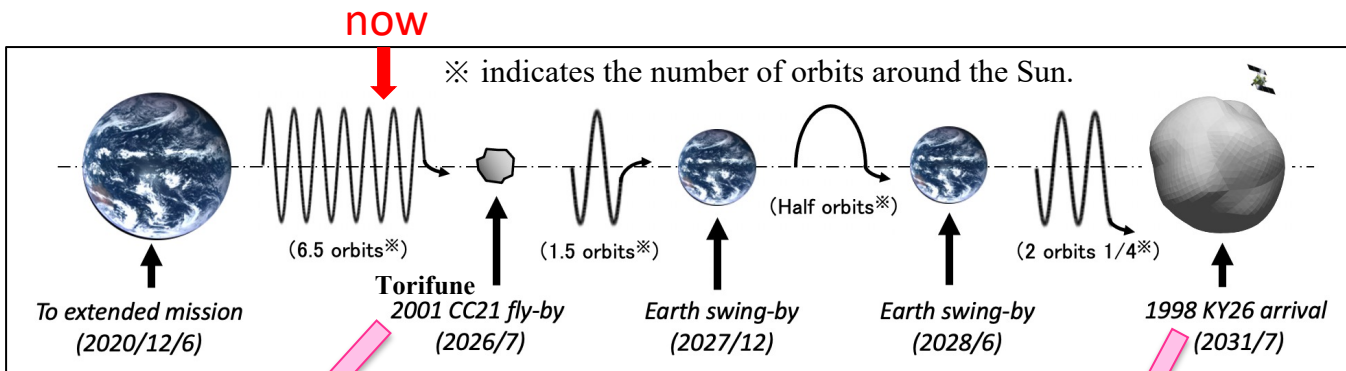 now
※ indicates the number of orbits around the Sun.
(6.5 orbits※)
(1.5 orbits※)
(Half orbits※)
(2 orbits 1/4※)
To extended mission
(2020/12/6)
Torifune
2001 CC21 fly-by
(2026/7)
Earth swing-by
(2027/12)
Earth swing-by
(2028/6)
1998 KY26 arrival
(2031/7)